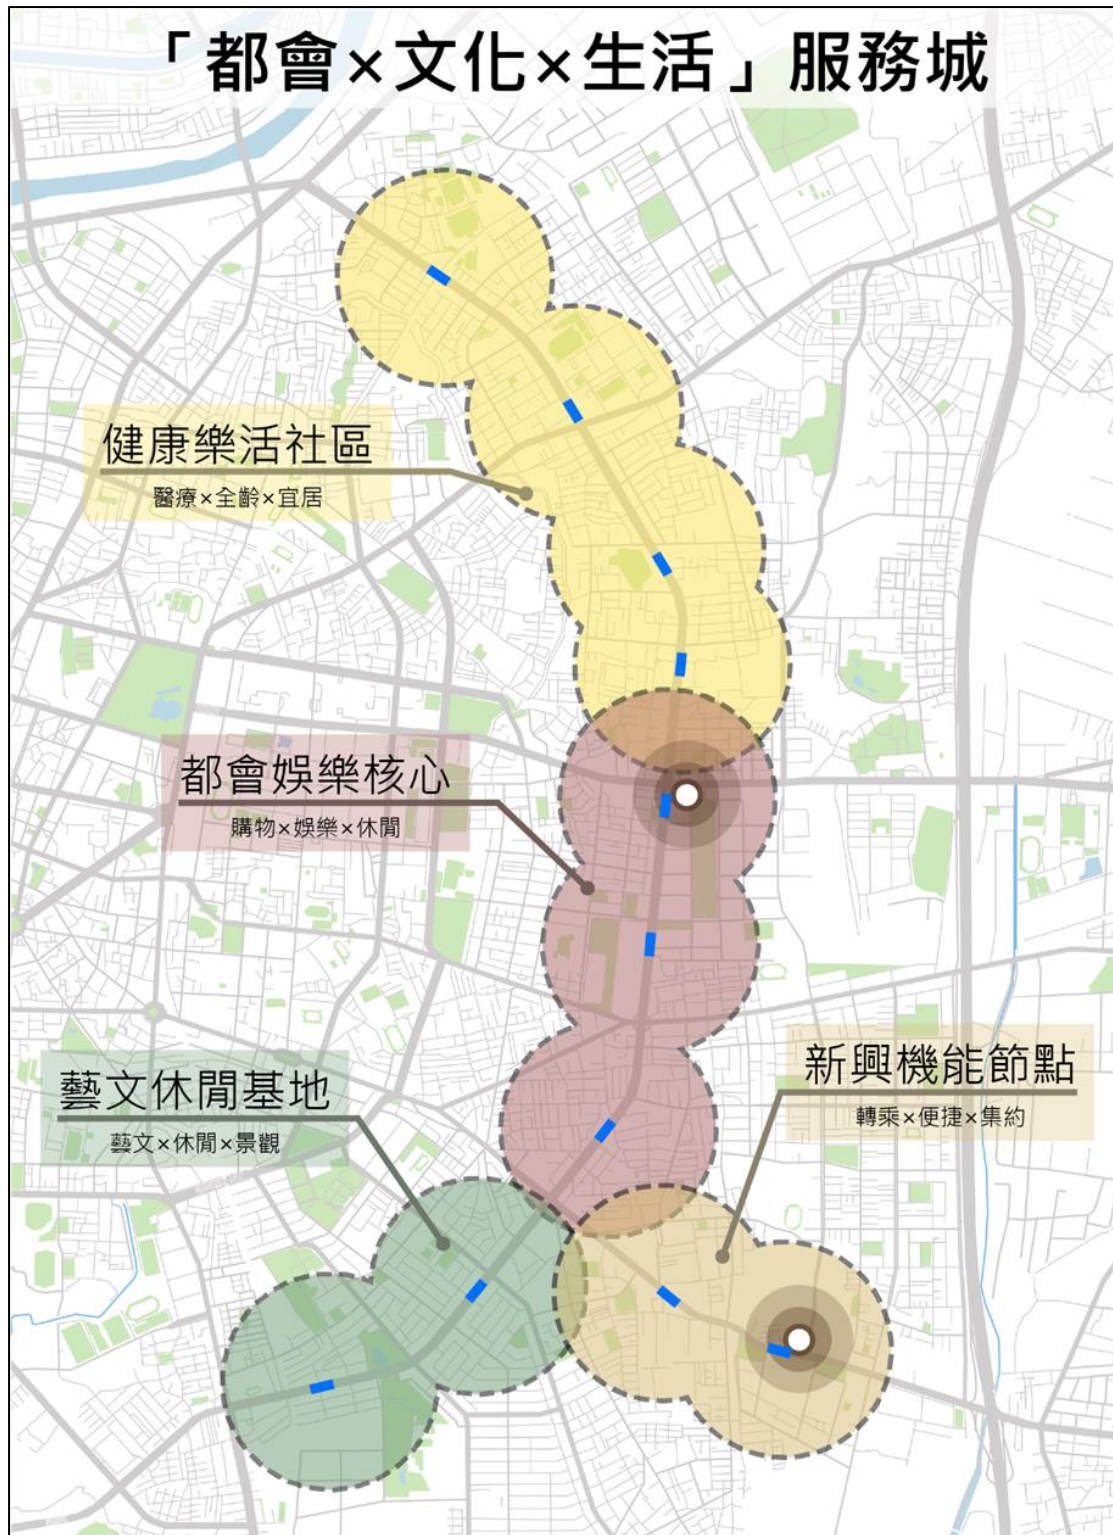 「都會×文化×生活」服務城
健康樂活社區
醫療×全齡×宜居
都會娛樂核心
購物×娛樂×休閒
新興機能節點
轉乘×便捷×集約
藝文休閒基地
藝文×休閒×景觀